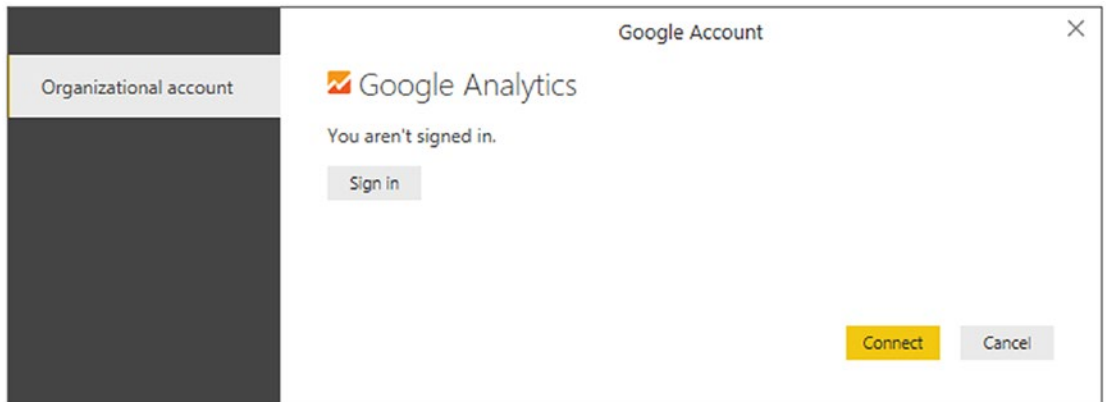 Google Account
Organizational account
Google Analytics
You aren't signed in.
Sign in
Connect
Cancel